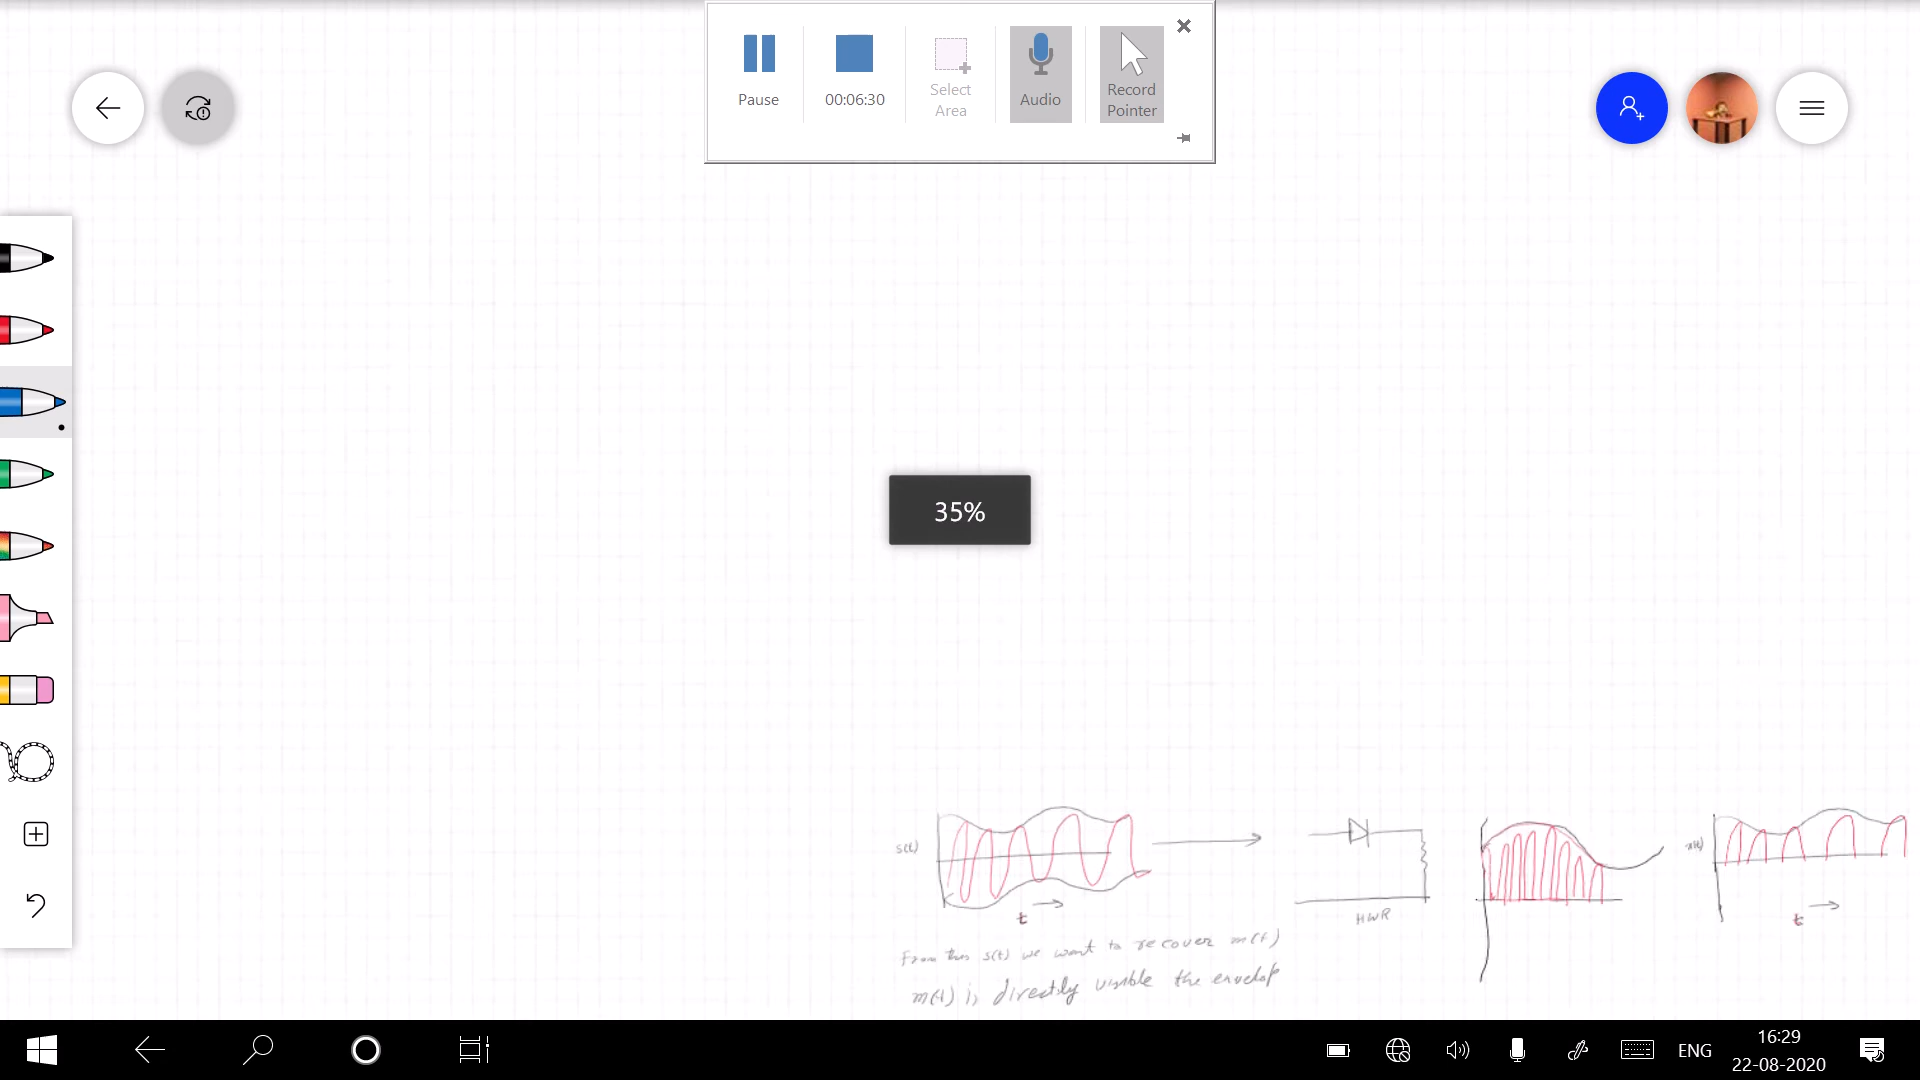 Pause
00:06:30
Select
Area
Audio
Record
Pointer
35%
s(t)
t
HWR
x(t)
t
From this s(t) we want to recover m(t)
m(t) is directly visible the envelop
ENG
16:29
22-08-2020